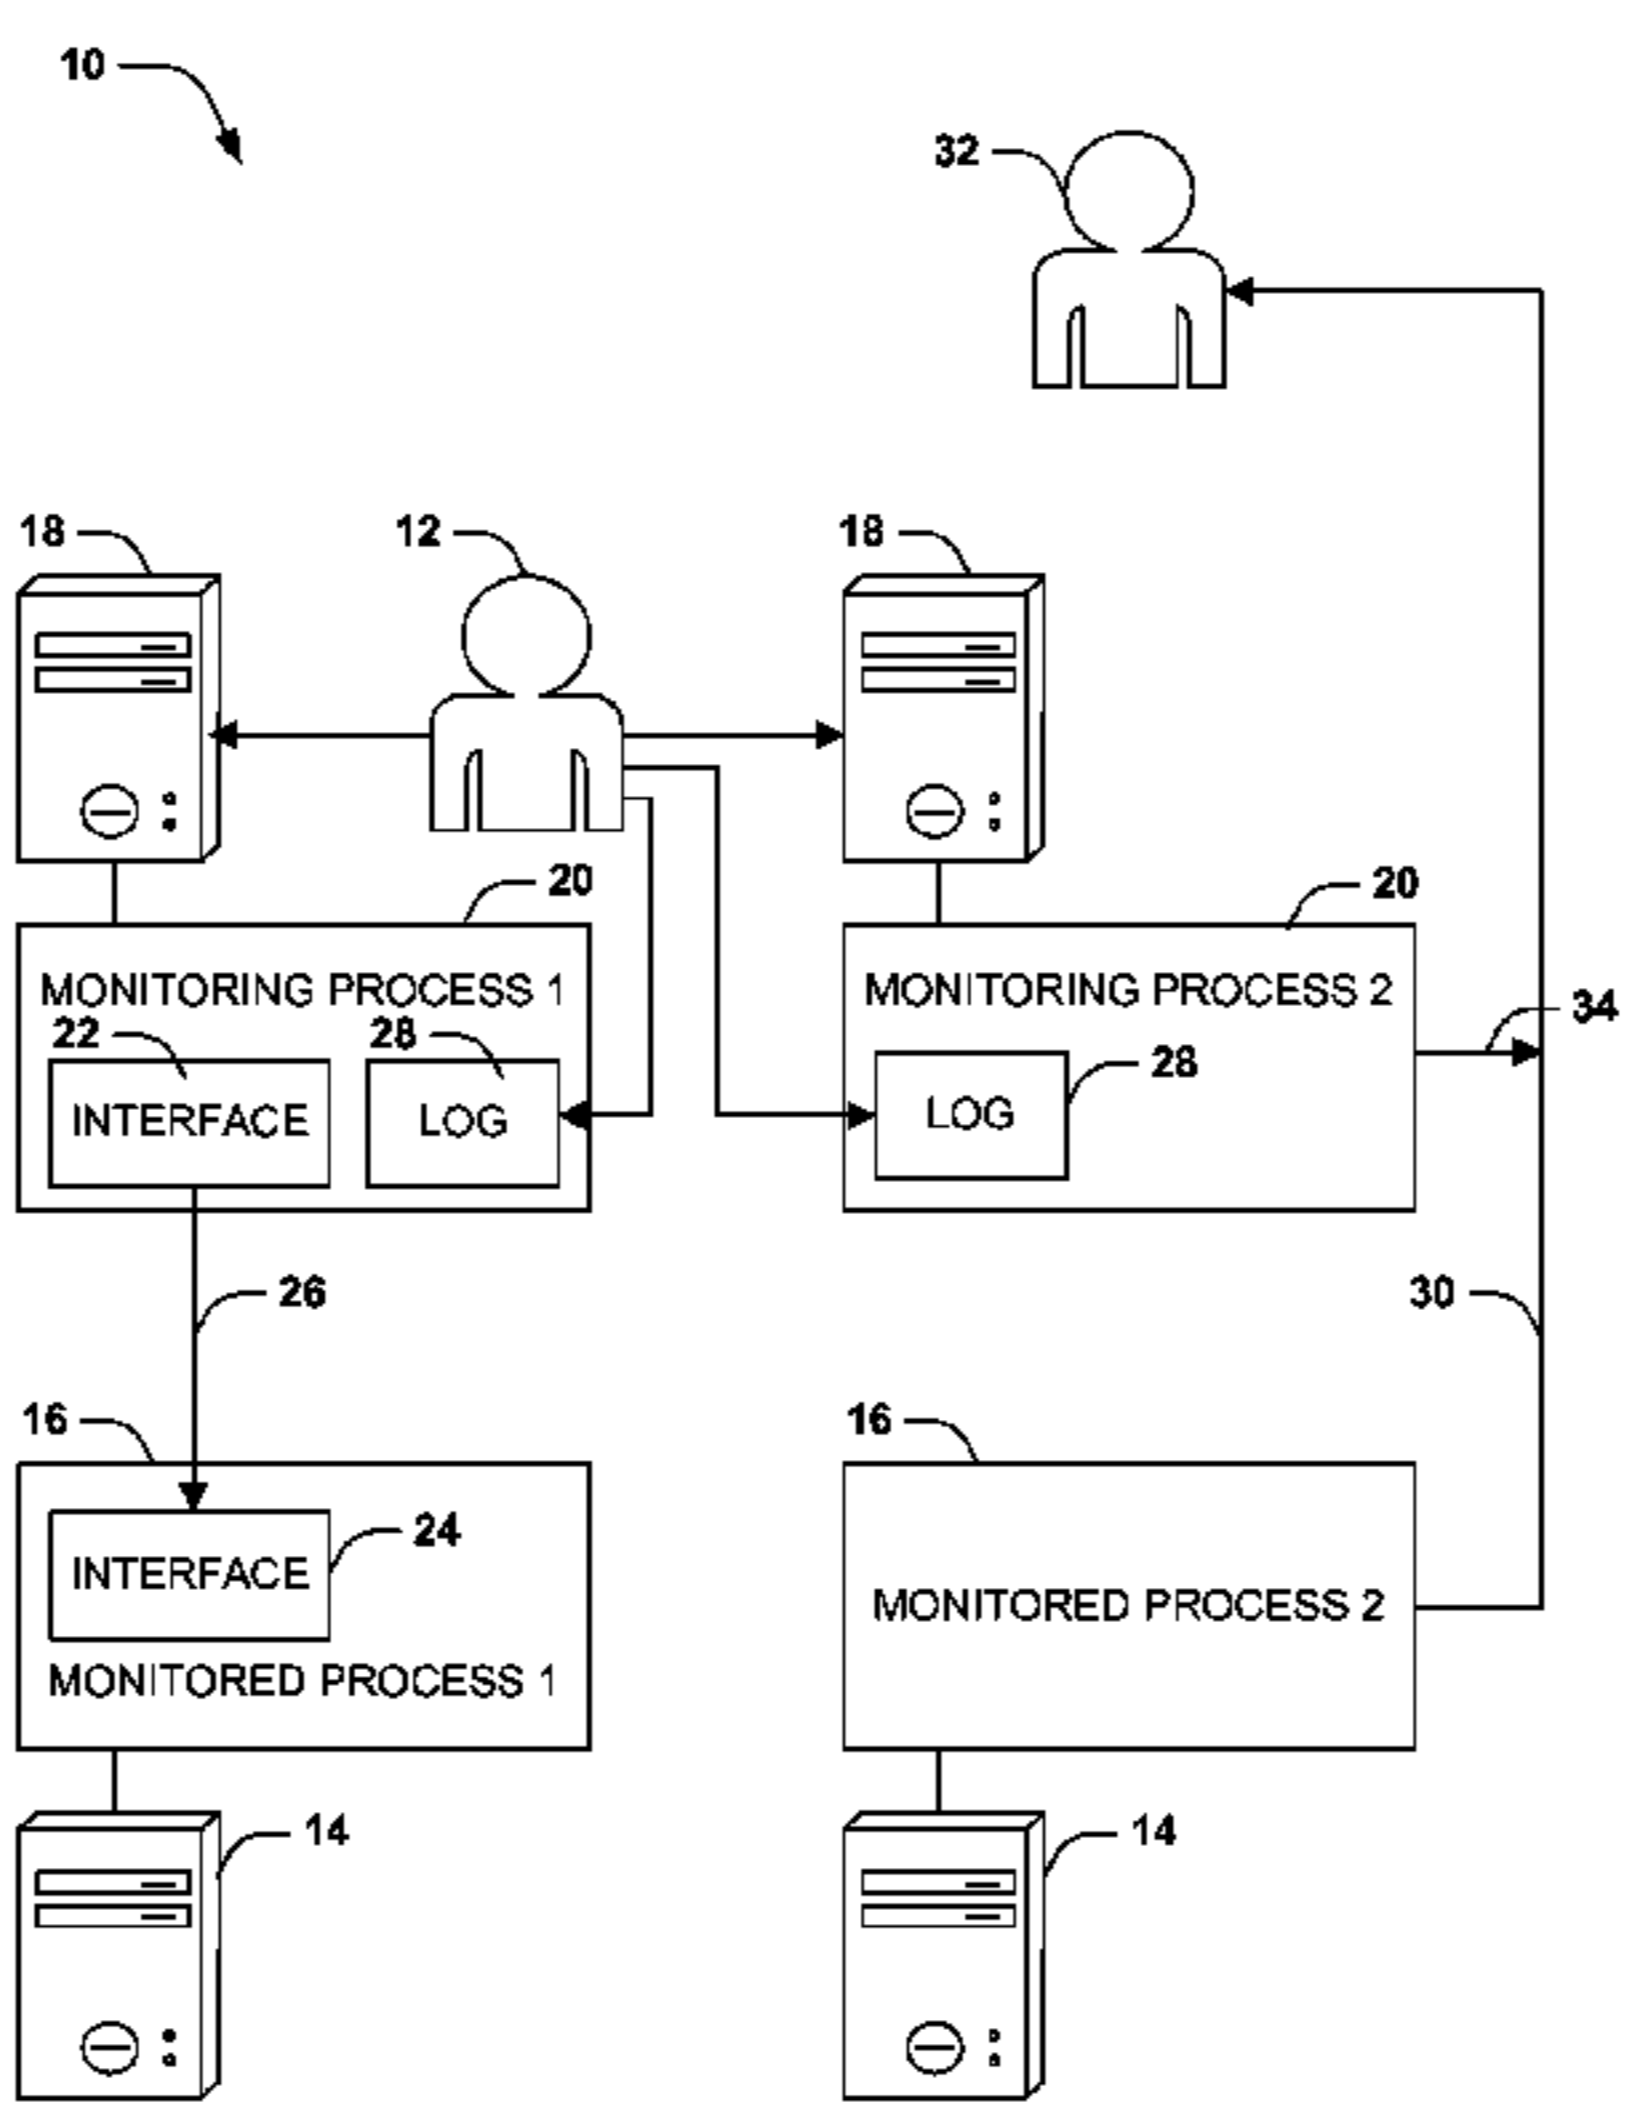 10
32
18
12
18
20
20
MONITORING PROCESS 1
MONITORING PROCESS 2
34
22
28
28
INTERFACE
LOG
LOG
26
30
16
16
24
INTERFACE
MONITORED PROCESS 2
MONITORED PROCESS 1
14
14